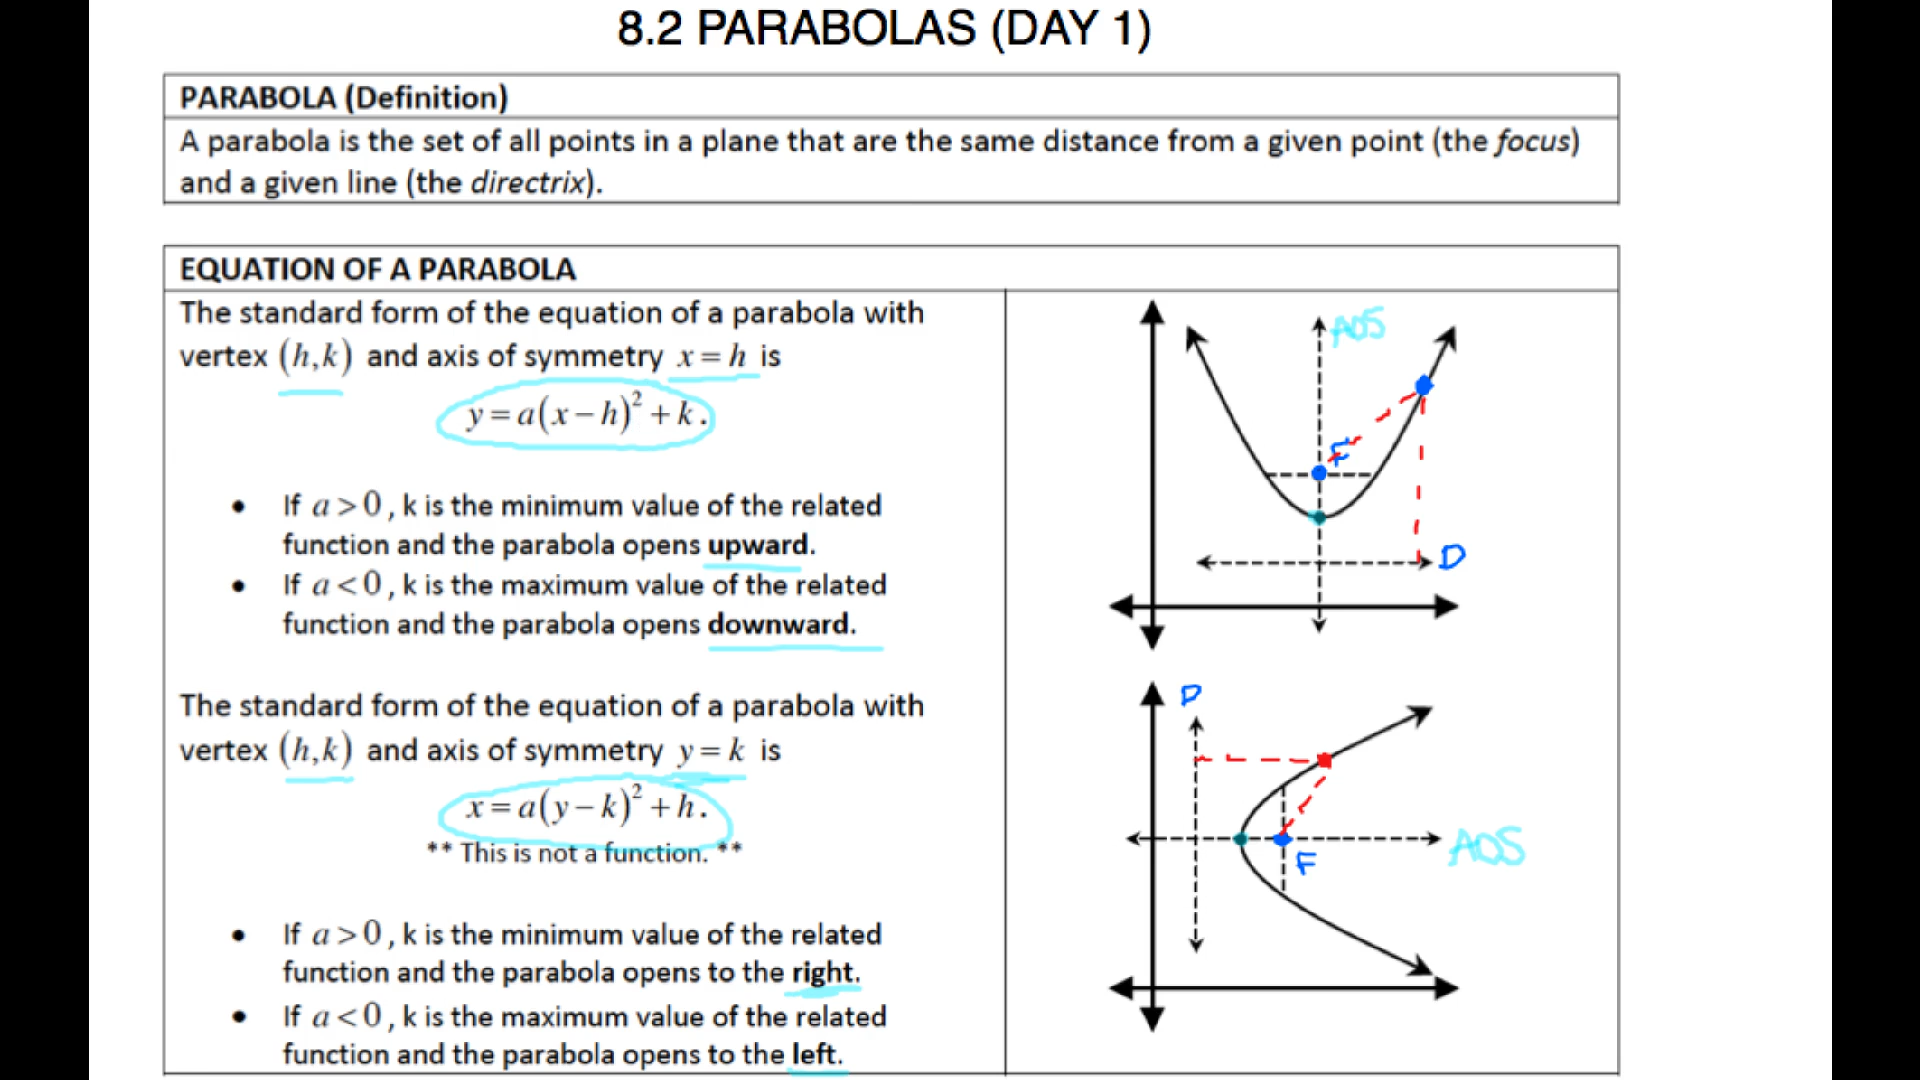 8.2 PARABOLAS (DAY 1)
PARABOLA (Definition)
A parabola is the set of all points in a plane that are the same distance from a given point (the focus)
and a given line (the directrix).
EQUATION OF A PARABOLA
The standard form of the equation of a parabola with
vertex (h,k) and axis of symmetry x = h is
y = a(x − h)² + k.
• If a > 0, k is the minimum value of the related
function and the parabola opens upward.
• If a < 0, k is the maximum value of the related
function and the parabola opens downward.
The standard form of the equation of a parabola with
vertex (h,k) and axis of symmetry y = k is
x = a(y − k)² + h.
** This is not a function. **
• If a > 0, k is the minimum value of the related
function and the parabola opens to the right.
• If a < 0, k is the maximum value of the related
function and the parabola opens to the left.
AOS
F
D
D
AOS
F